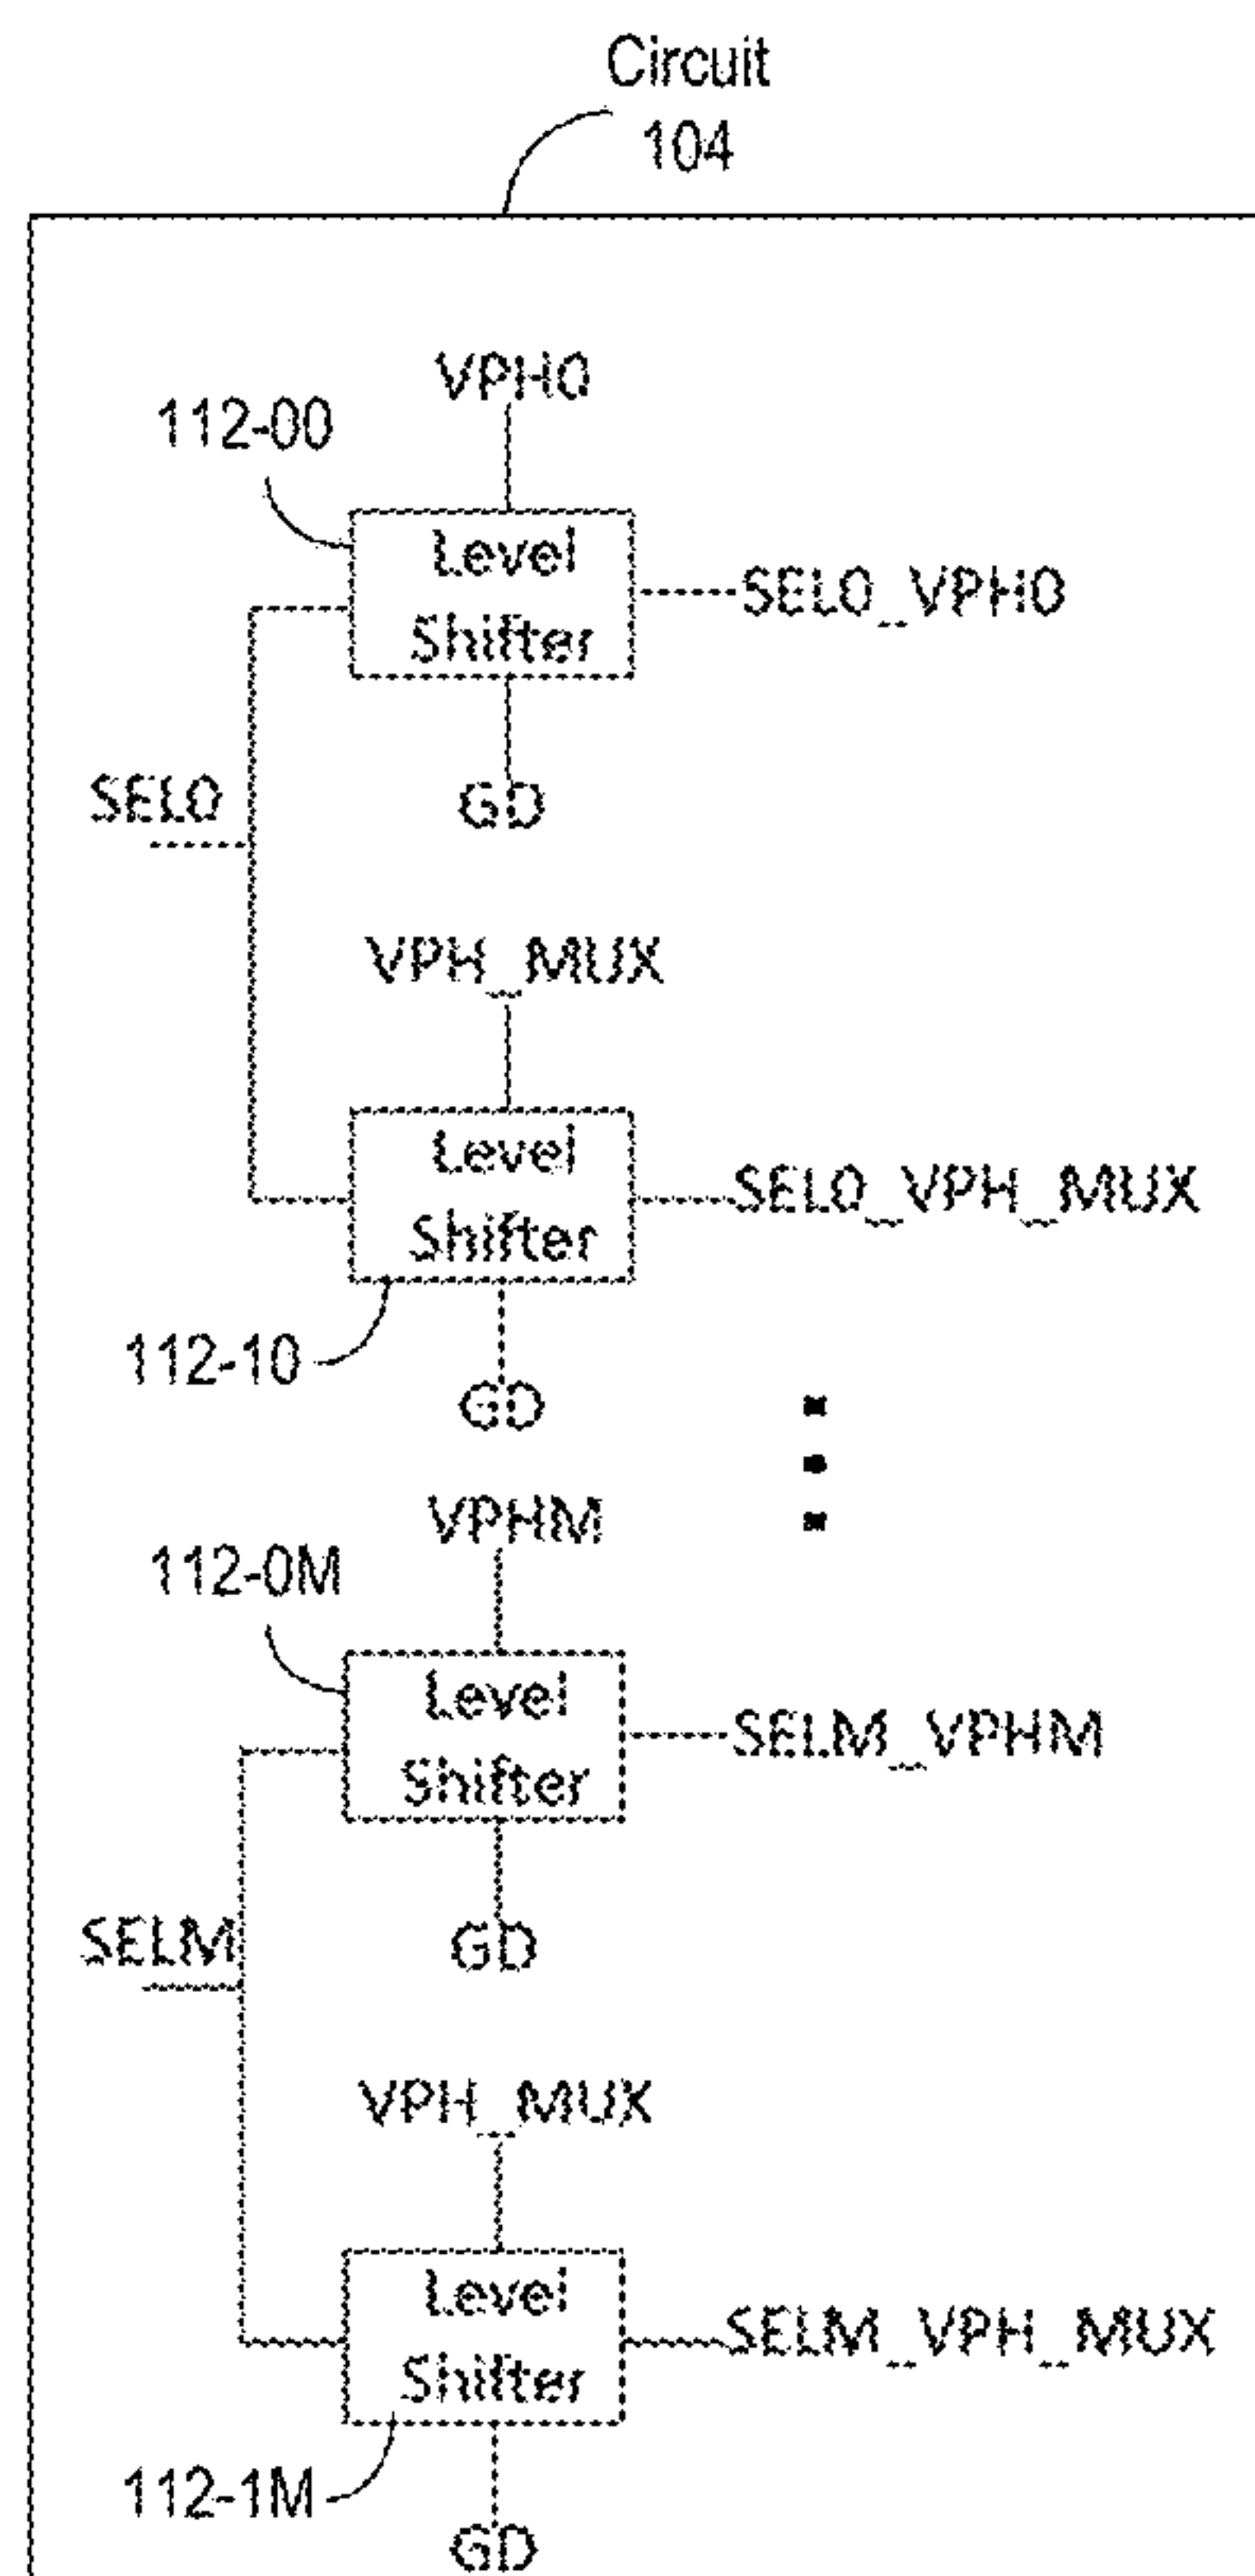 Circuit
104
VPH0
112-00
Level
Shifter
SEL0_VPH0
SEL0
GD
VPH_MUX
Level
Shifter
SEL0_VPH_MUX
112-10
GD
VPHM
112-0M
Level
Shifter
SELM_VPHM
SELM
GD
VPH_MUX
Level
Shifter
SELM_VPH_MUX
112-1M
GD